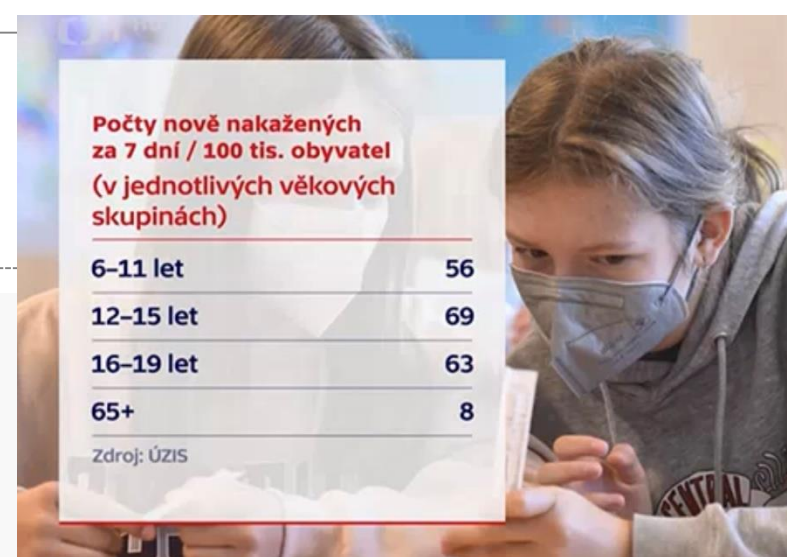 Počty nově nakažených
za 7 dní / 100 tis. obyvatel
(v jednotlivých věkových
skupinách)
6–11 let 56
12–15 let 69
16–19 let 63
65+ 8
Zdroj: ÚZIS
CENTRAL